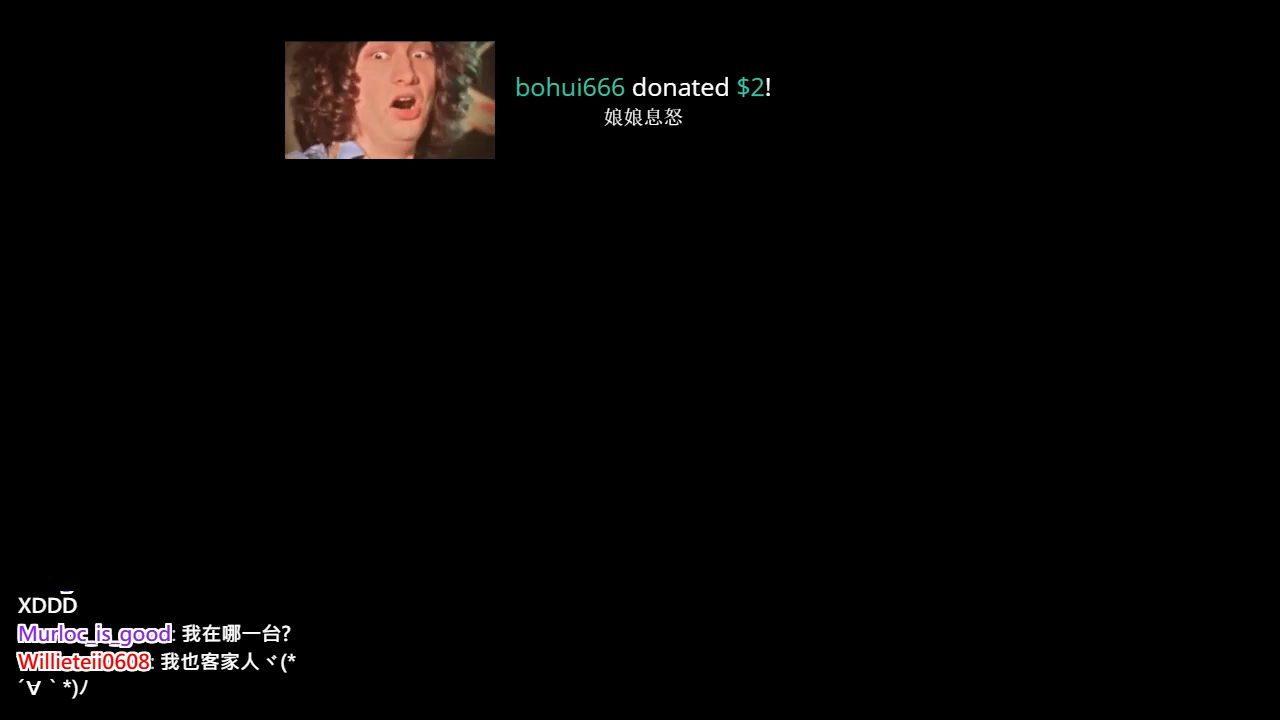 bohui666 donated $2!
娘娘息怒
XDDD
Murloc_is_good: 我在哪一台?
Willieteii0608: 我也客家人ヾ(*
´∀｀*)ﾉ